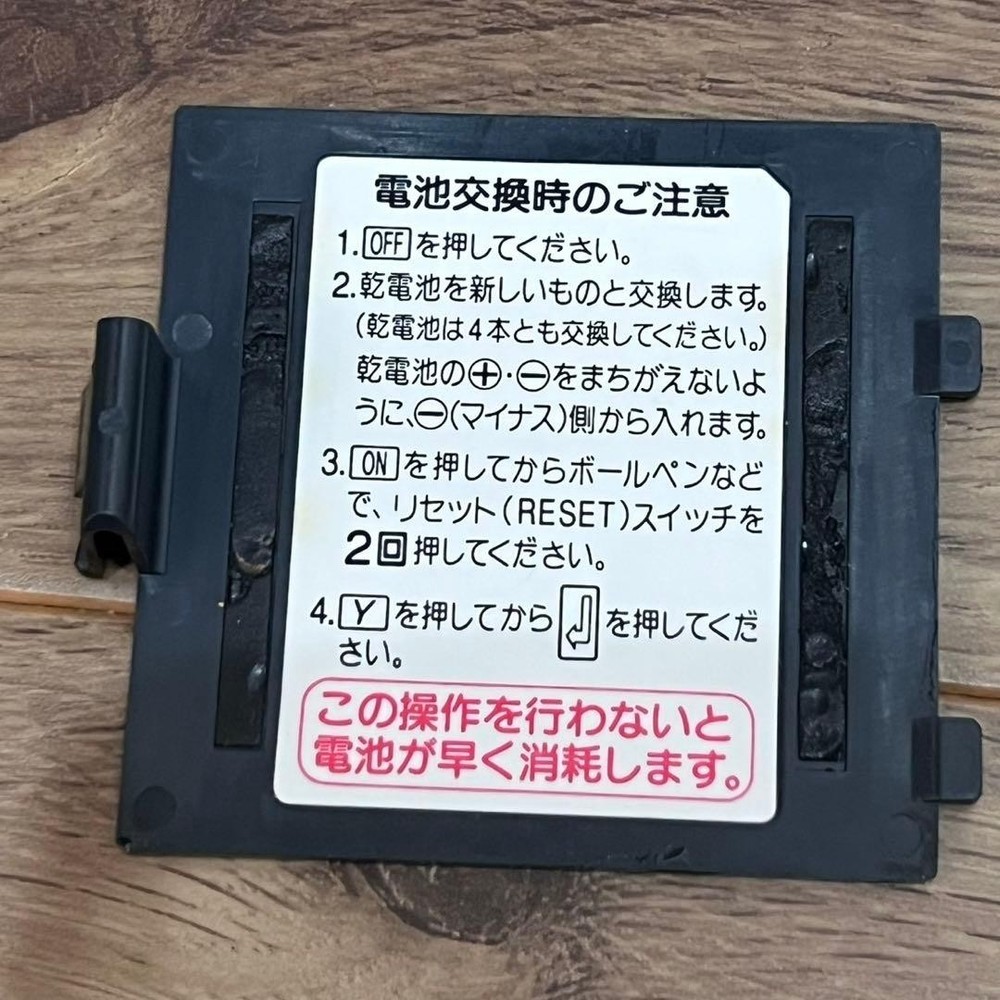 電池交換時のご注意
1.OFFを押してください。
2.乾電池を新しいものと交換します。
(乾電池は4本とも交換してください。)
乾電池の⊕・⊖をまちがえないよ
うに、⊖(マイナス)側から入れます。
3.ONを押してからボールペンなど
で、リセット(RESET)スイッチを
2回押してください。
4.Yを押してから↲を押してくだ
さい。
この操作を行わないと
電池が早く消耗します。